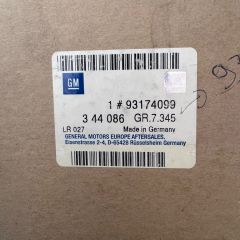 GM
1 # 93174099
3 44 086 GR.7.345
LR 027 Made in Germany
GENERAL MOTORS EUROPE AFTERSALES.
Eisenstrasse 2-4, D-65428 Rüsselsheim Germany